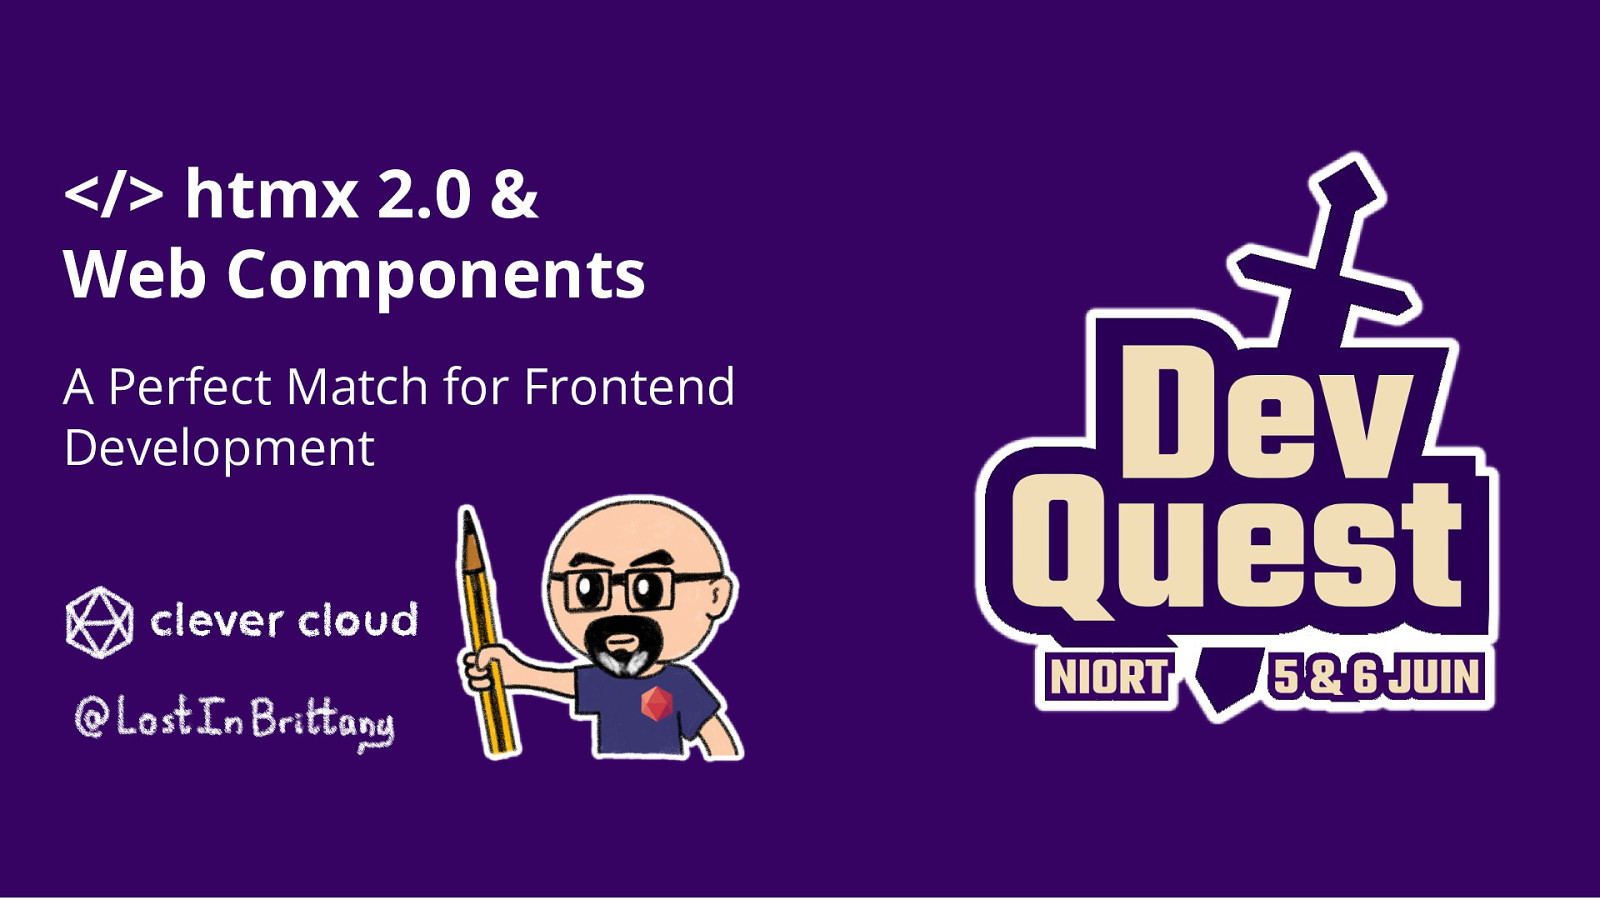 </> htmx 2.0 &
Web Components
A Perfect Match for Frontend
Development
clever cloud
@LostInBrittany
Dev
Quest
NIORT 5 & 6 JUIN